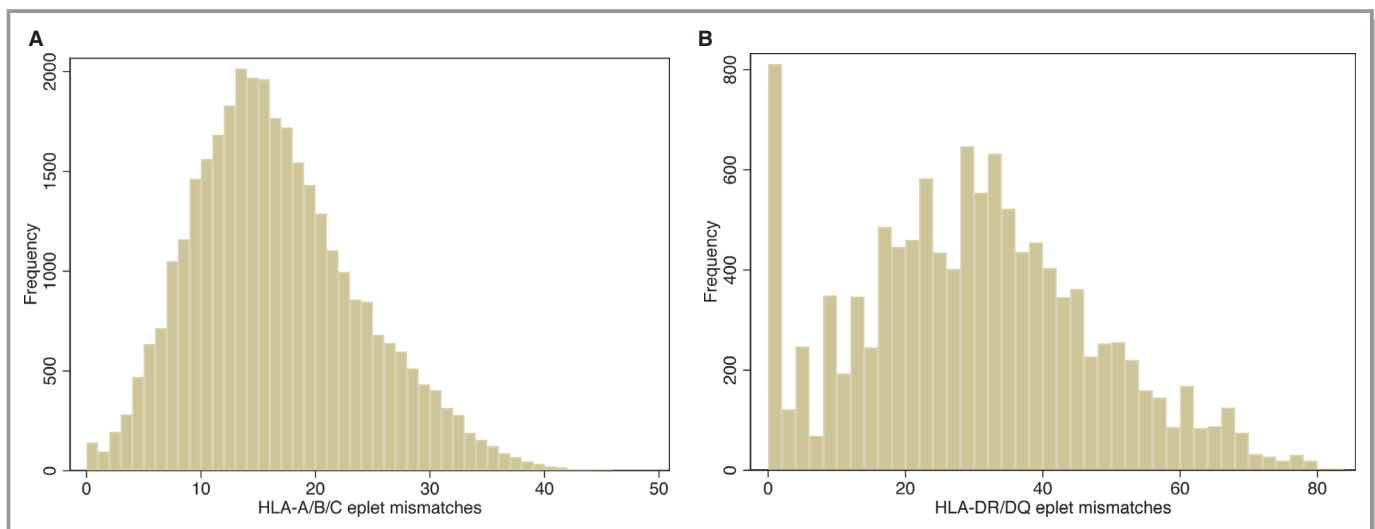 A
2000
1500
1000
500
0
Frequency
0 10 20 30 40 50
HLA-A/B/C eplet mismatches
B
800
600
400
200
0
Frequency
0 20 40 60 80
HLA-DR/DQ eplet mismatches